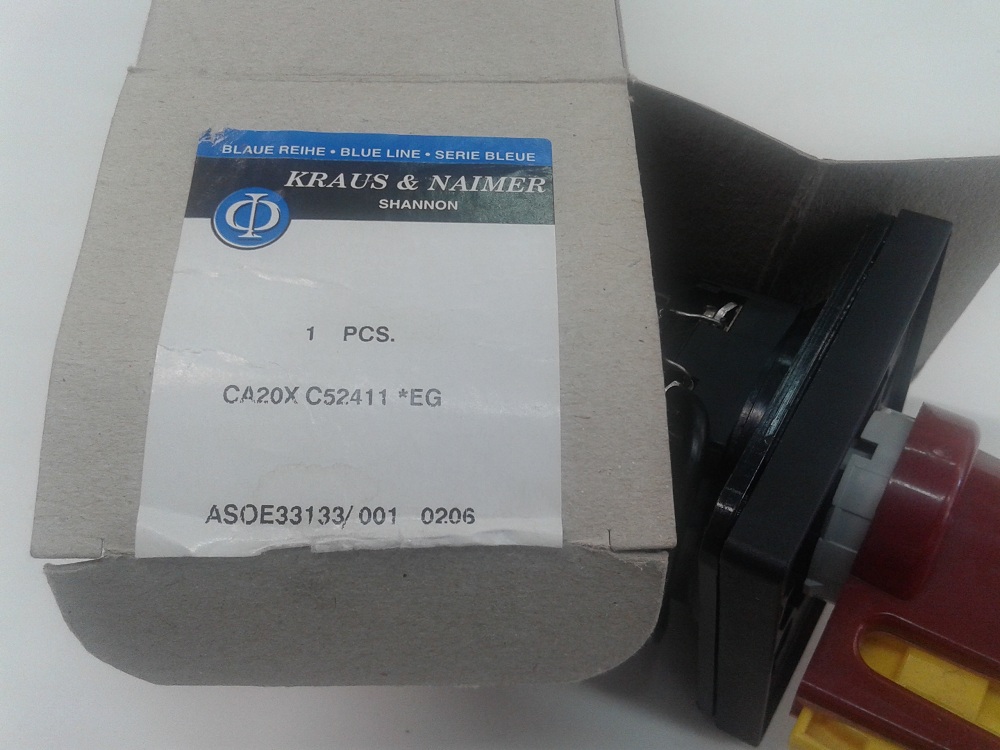 BLAUE REIHE • BLUE LINE • SERIE BLEUE
KRAUS & NAIMER
SHANNON
1 PCS.
CA20X C52411 *EG
ASOE33133/001 0206